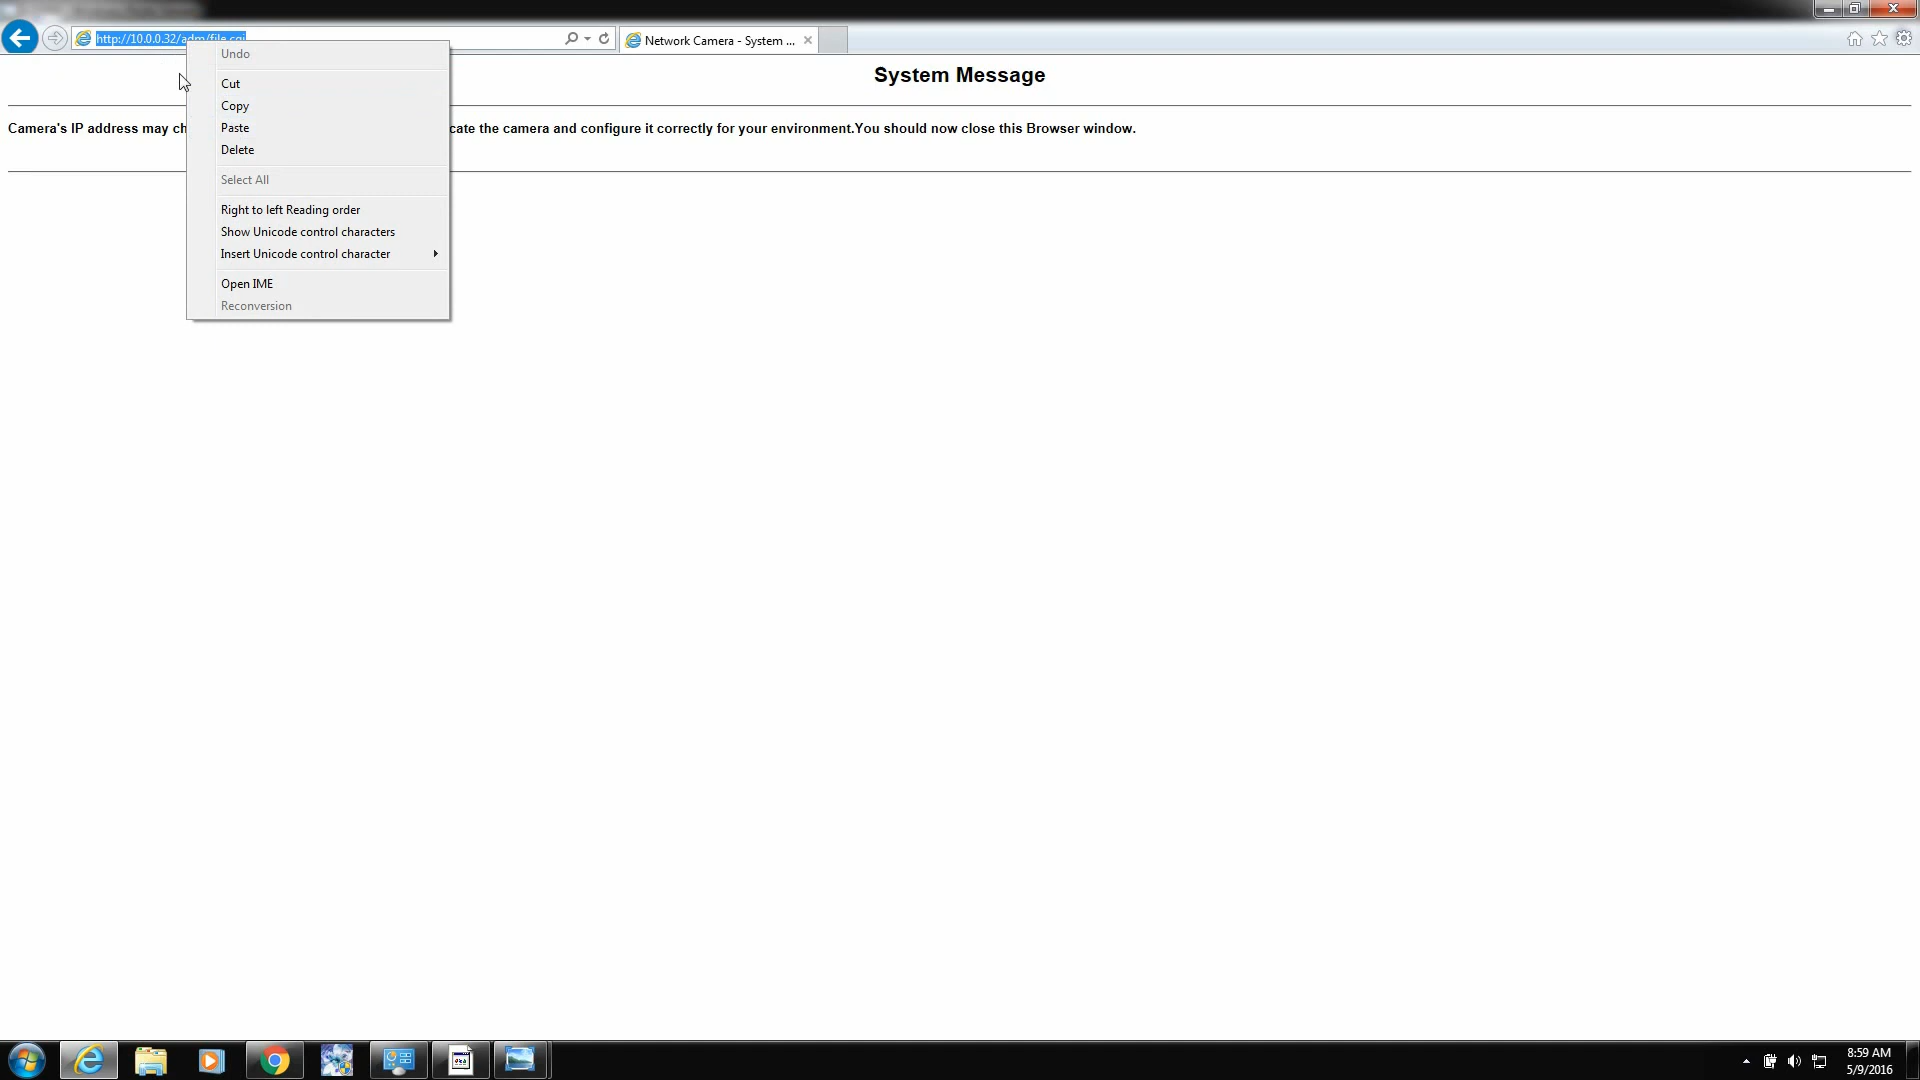 http://10.0.0.32/adm/file.cgi
Network Camera - System ...
Undo
Cut
Copy
Paste
Delete
Select All
Right to left Reading order
Show Unicode control characters
Insert Unicode control character
Open IME
Reconversion
System Message
Camera's IP address may ch
cate the camera and configure it correctly for your environment.You should now close this Browser window.
8:59 AM
5/9/2016